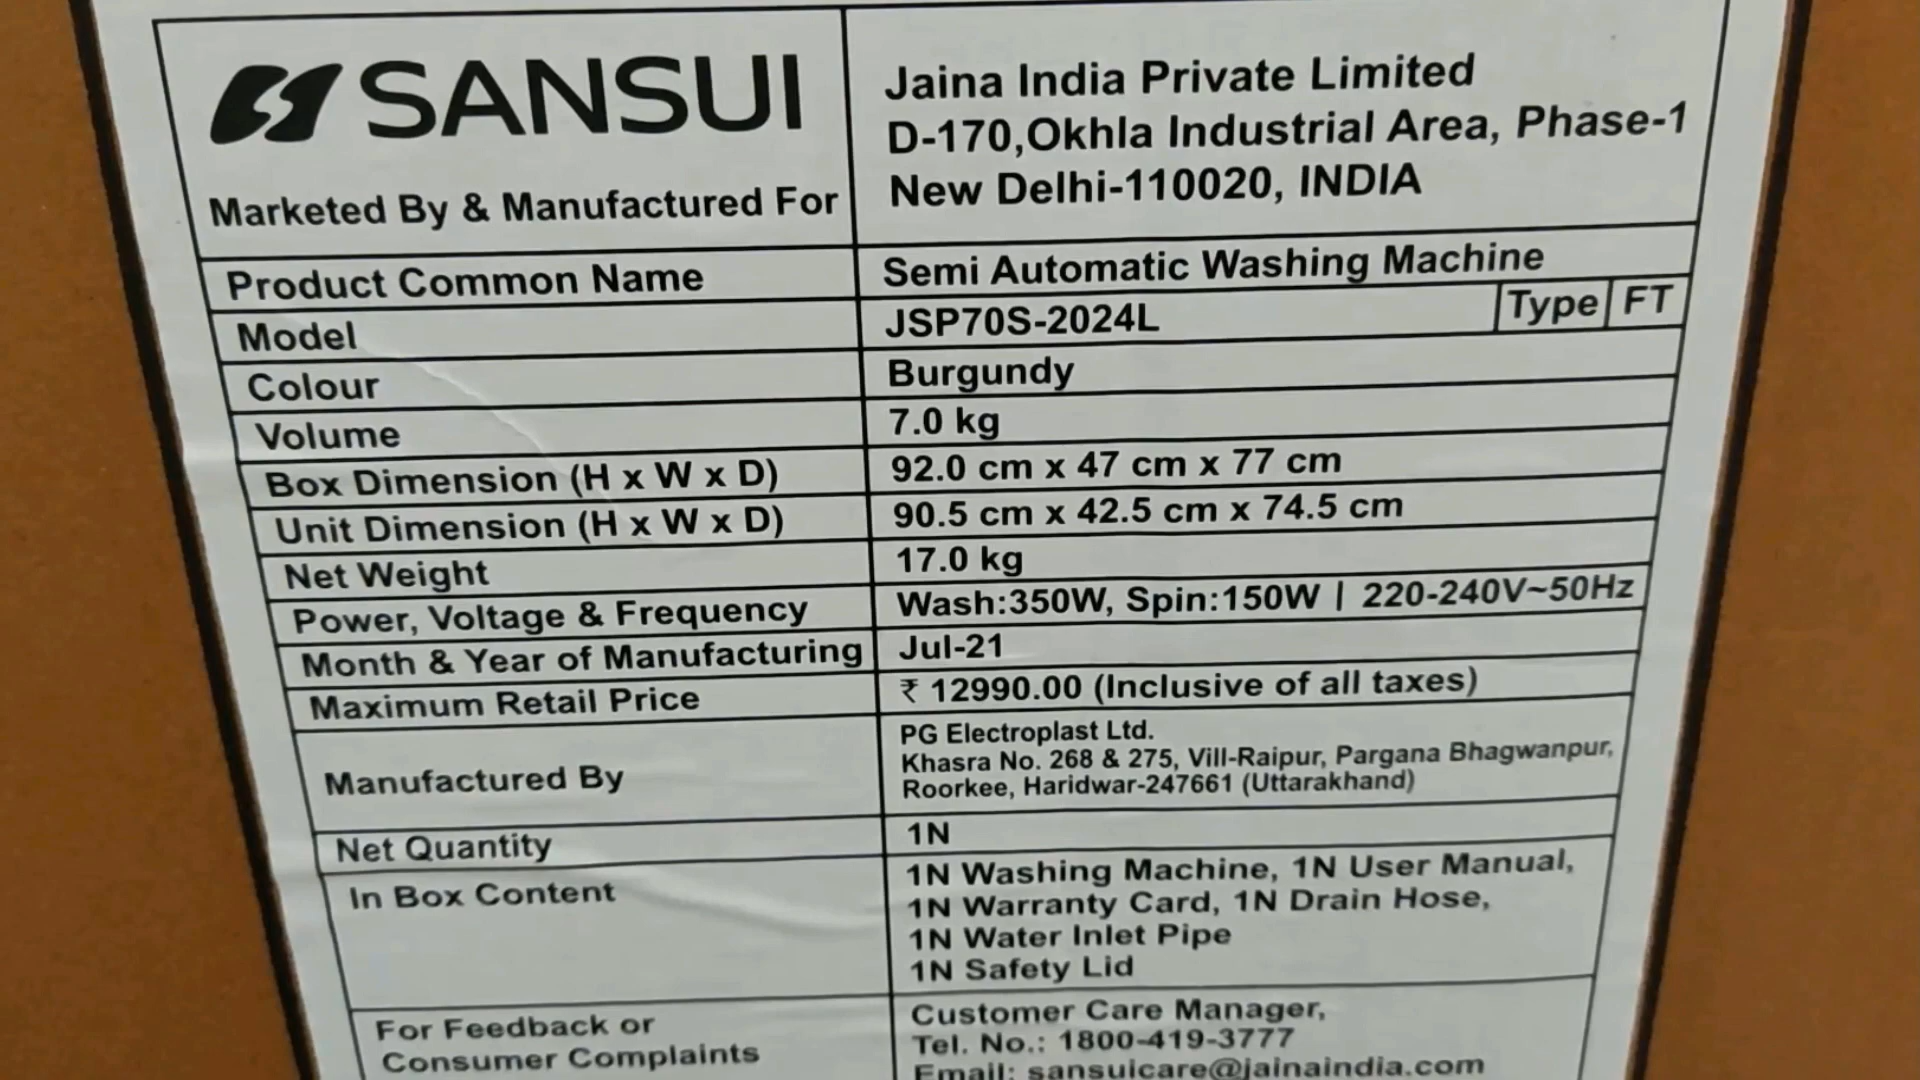 SANSUI
Marketed By & Manufactured For
Jaina India Private Limited
D-170,Okhla Industrial Area, Phase-1
New Delhi-110020, INDIA
Product Common Name
Semi Automatic Washing Machine
Model
JSP70S-2024L
Type
FT
Colour
Burgundy
Volume
7.0 kg
Box Dimension (H x W x D)
92.0 cm x 47 cm x 77 cm
Unit Dimension (H x W x D)
90.5 cm x 42.5 cm x 74.5 cm
Net Weight
17.0 kg
Power, Voltage & Frequency
Wash:350W, Spin:150W | 220-240V~50Hz
Month & Year of Manufacturing
Jul-21
Maximum Retail Price
₹ 12990.00 (Inclusive of all taxes)
Manufactured By
PG Electroplast Ltd.
Khasra No. 268 & 275, Vill-Raipur, Pargana Bhagwanpur,
Roorkee, Haridwar-247661 (Uttarakhand)
Net Quantity
1N
In Box Content
1N Washing Machine, 1N User Manual,
1N Warranty Card, 1N Drain Hose,
1N Water Inlet Pipe
1N Safety Lid
For Feedback or
Consumer Complaints
Customer Care Manager,
Tel. No.: 1800-419-3777
Email: sansuicare@jainaindia.com